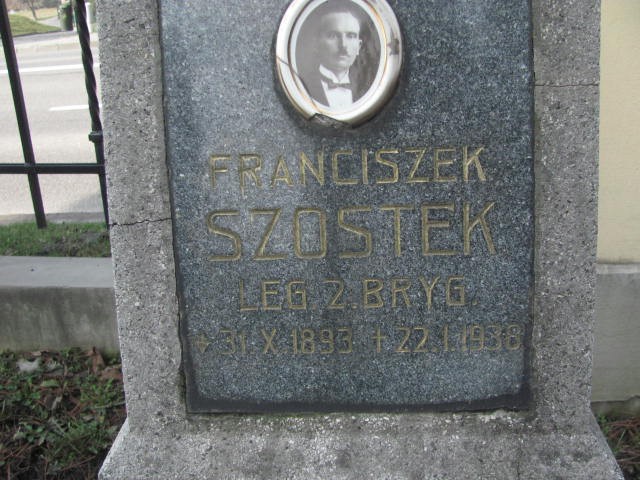 FRANCISZEK
SZOSTEK
LEG. 2. BRYG.
* 31 X 1893 + 22.I.1938